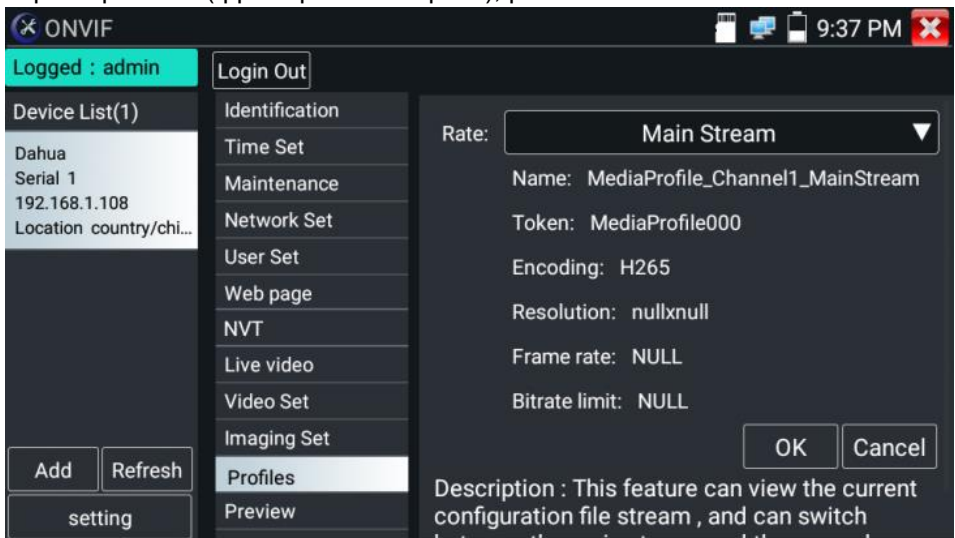 ONVIF
9:37 PM
Logged : admin
Login Out
Device List(1)
Dahua
Serial 1
192.168.1.108
Location country/chi...
Add
Refresh
setting
Identification
Time Set
Maintenance
Network Set
User Set
Web page
NVT
Live video
Video Set
Imaging Set
Profiles
Preview
Rate:
Main Stream
Name: MediaProfile_Channel1_MainStream
Token: MediaProfile000
Encoding: H265
Resolution: nullxnull
Frame rate: NULL
Bitrate limit: NULL
OK
Cancel
Description : This feature can view the current
configuration file stream , and can switch